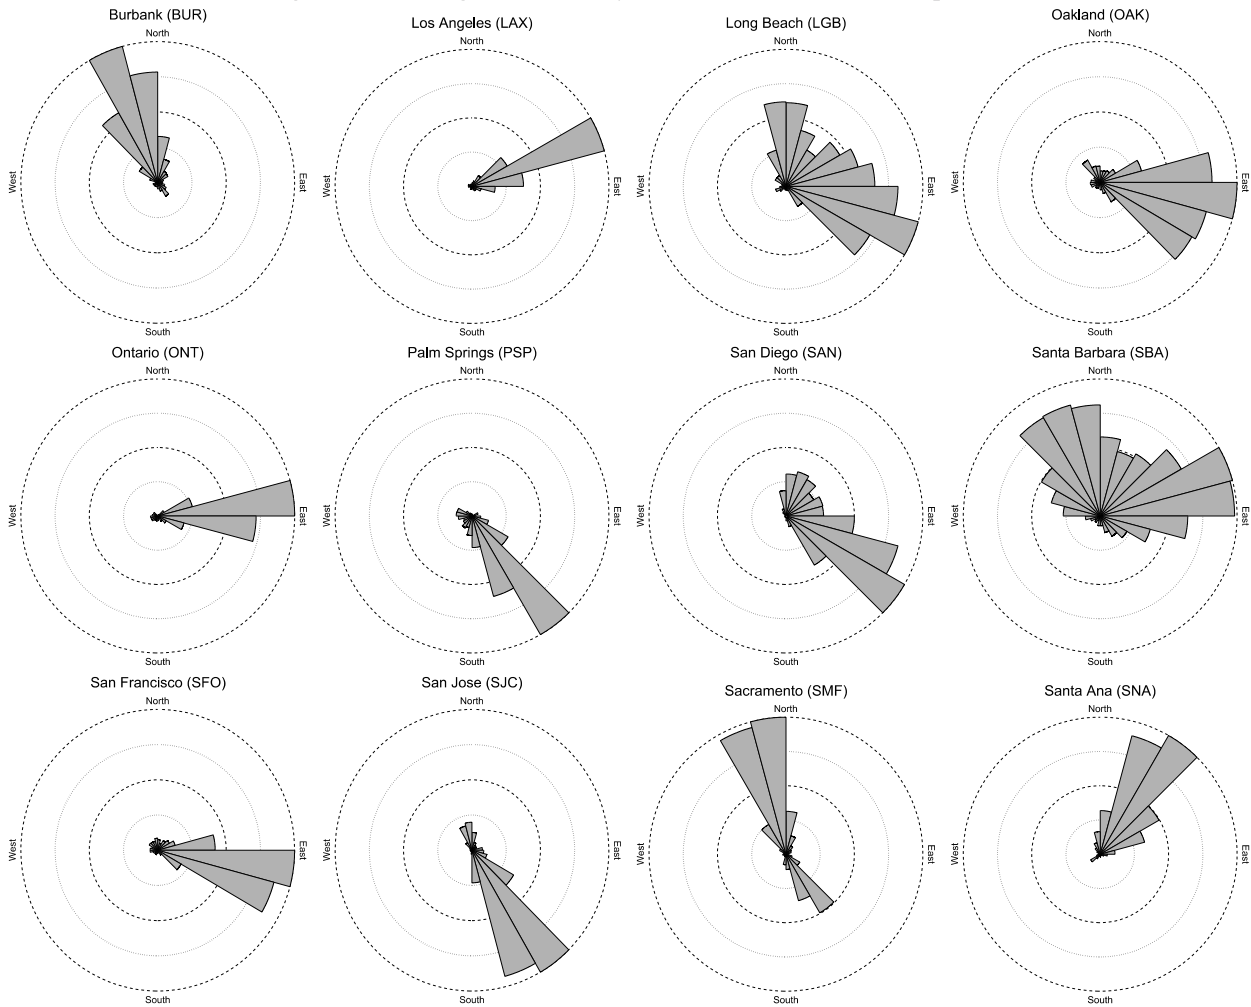 Burbank (BUR)
North
West
East
South
Los Angeles (LAX)
North
West
East
South
Long Beach (LGB)
North
West
East
South
Oakland (OAK)
North
West
East
South
Ontario (ONT)
North
West
East
South
Palm Springs (PSP)
North
West
East
South
San Diego (SAN)
North
West
East
South
Santa Barbara (SBA)
North
West
East
South
San Francisco (SFO)
North
West
East
South
San Jose (SJC)
North
West
East
South
Sacramento (SMF)
North
West
East
South
Santa Ana (SNA)
North
West
East
South